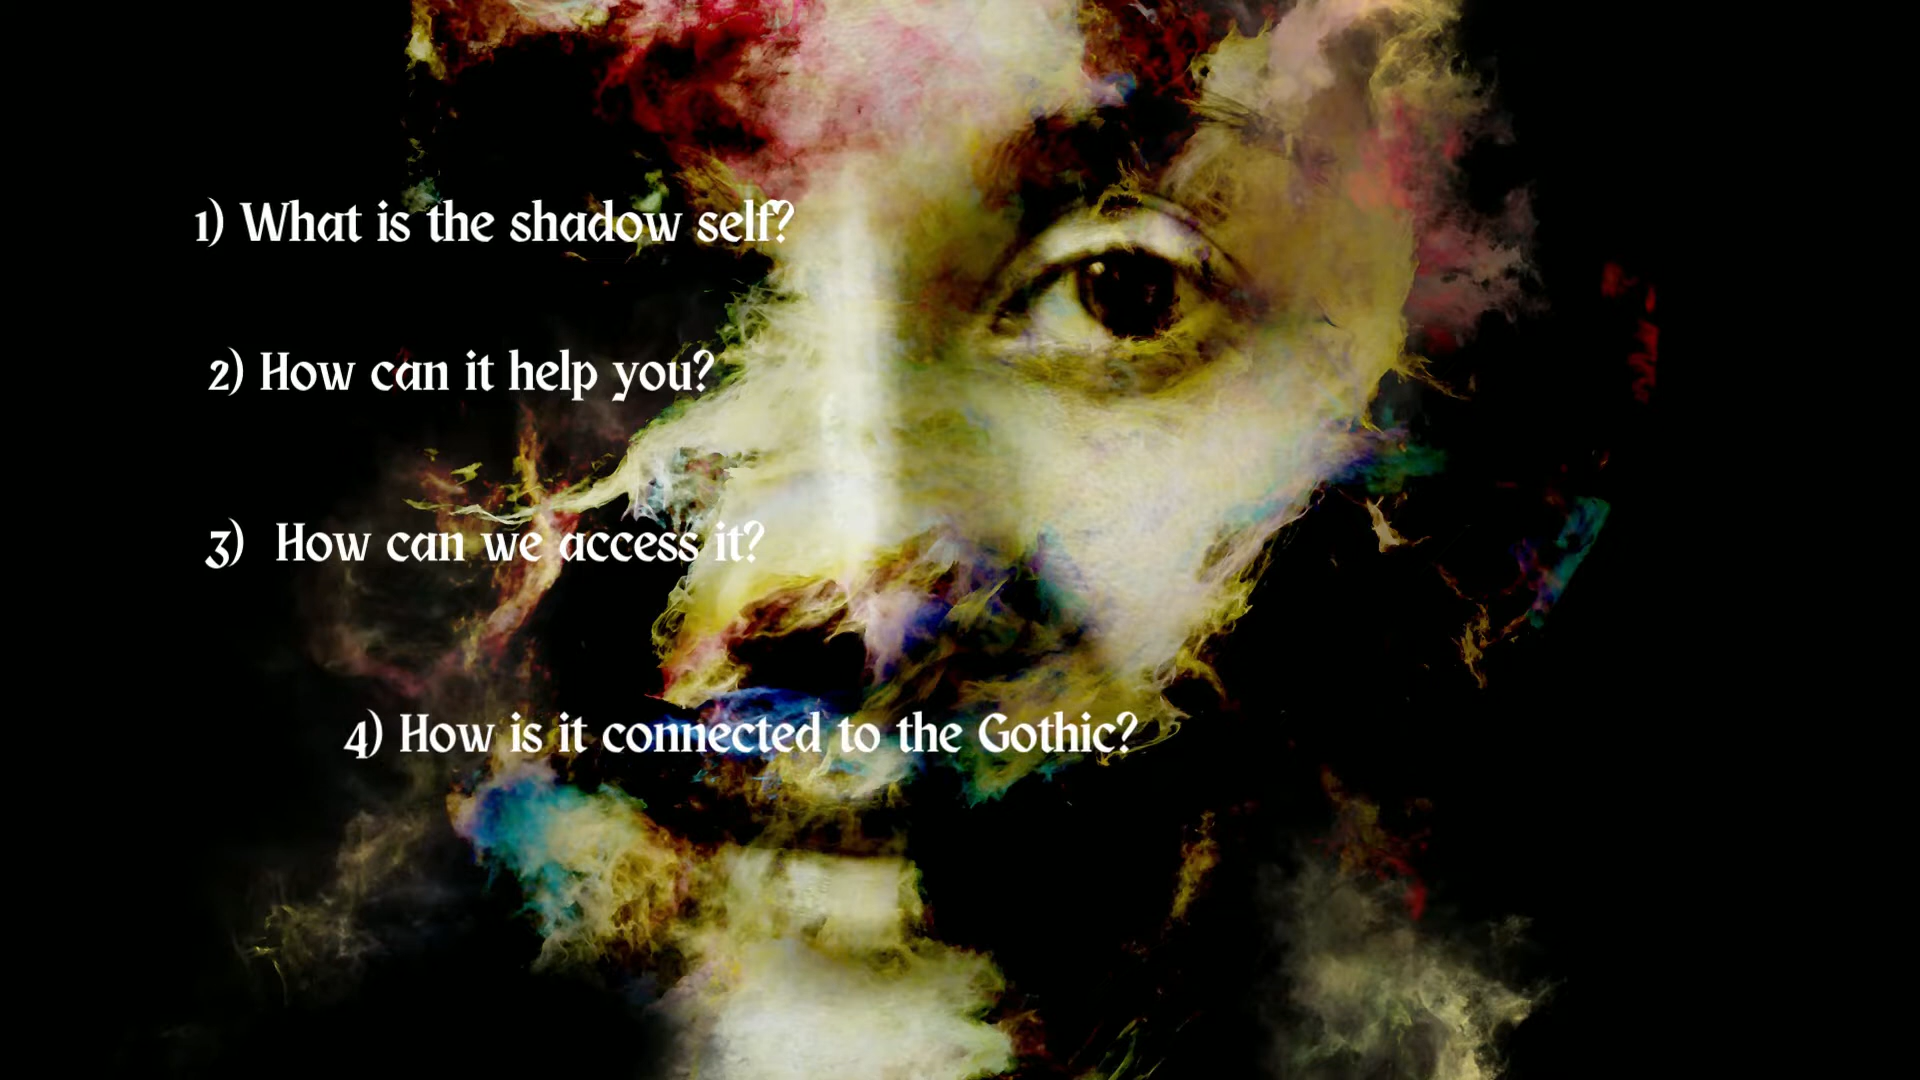 1) What is the shadow self?
2) How can it help you?
3) How can we access it?
4) How is it connected to the Gothic?